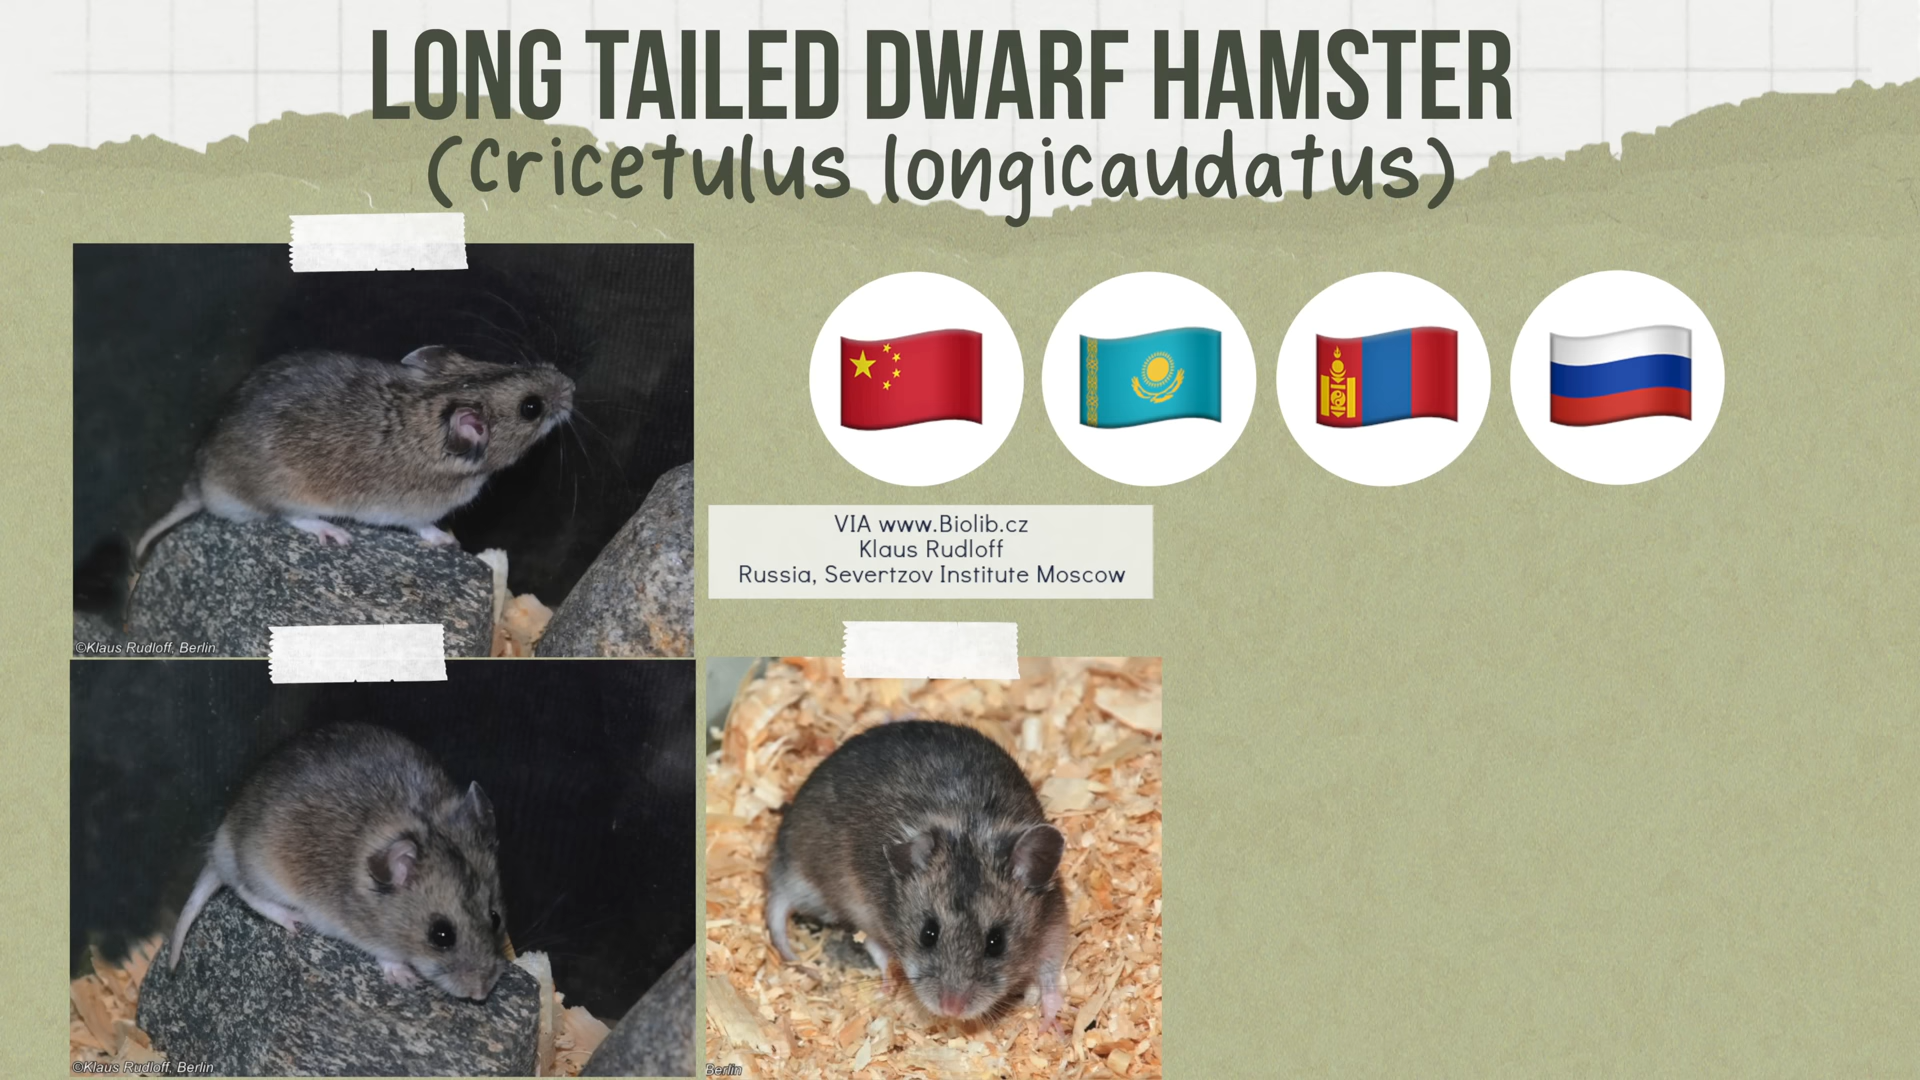 LONG TAILED DWARF HAMSTER
(Cricetulus longicaudatus)
VIA www.Biolib.cz
Klaus Rudloff
Russia, Severtzov Institute Moscow
©Klaus Rudloff, Berlin
©Klaus Rudloff, Berlin
Berlin